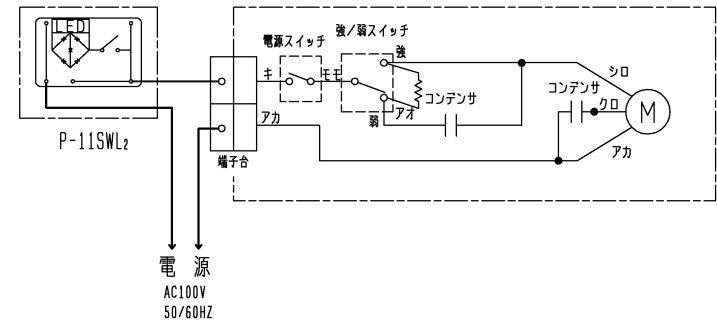 LED
P-11SWL₂
電源スイッチ
強/弱スイッチ
強
キ
モモ
コンデンサ
アオ
弱
アカ
端子台
シロ
コンデンサ
クロ
M
アカ
電 源
AC100V
50/60HZ